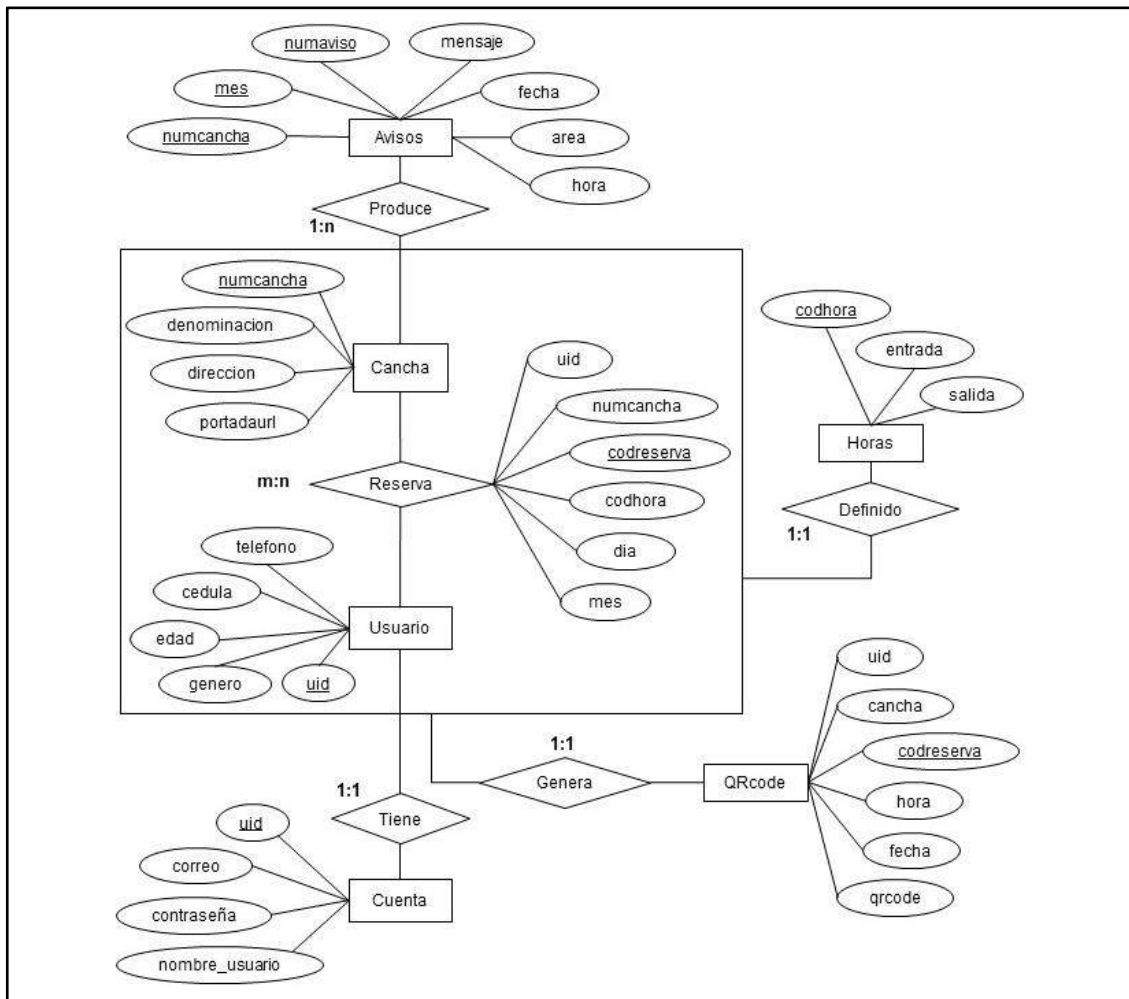 numaviso
mensaje
mes
fecha
numcancha
Avisos
area
hora
Produce
1:n
numcancha
denominacion
Cancha
direccion
portadaurl
uid
numcancha
codreserva
codhora
dia
mes
m:n
Reserva
codhora
entrada
salida
Horas
Definido
1:1
telefono
cedula
Usuario
edad
genero
uid
1:1
Genera
QRcode
uid
cancha
codreserva
hora
fecha
qrcode
1:1
Tiene
uid
correo
Cuenta
contraseña
nombre_usuario